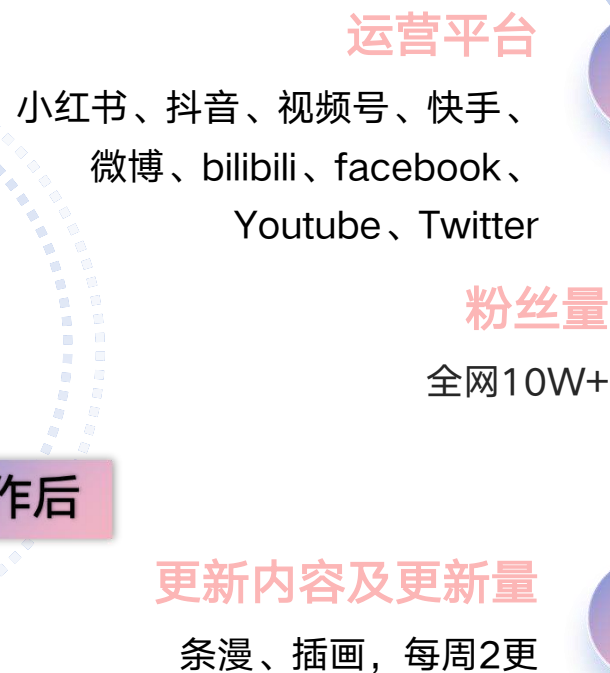 运营平台
小红书、抖音、视频号、快手、
微博、bilibili、facebook、
Youtube、Twitter
粉丝量
全网10W+
作后
更新内容及更新量
条漫、插画，每周2更